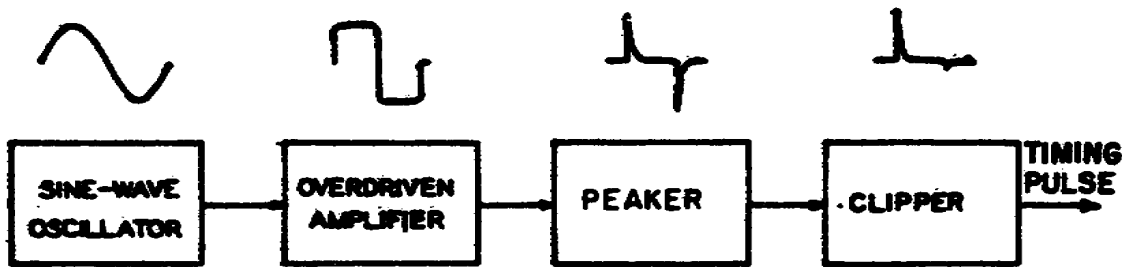 SINE-WAVE
OSCILLATOR
OVERDRIVEN
AMPLIFIER
PEAKER
CLIPPER
TIMING
PULSE